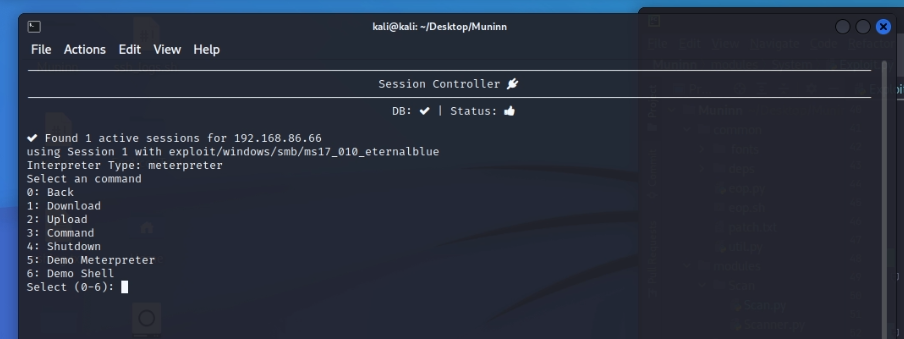 kali@kali: ~/Desktop/Muninn
File Actions Edit View Help
Session Controller 🔌
DB: ✔ | Status: 👍
✔ Found 1 active sessions for 192.168.86.66
using Session 1 with exploit/windows/smb/ms17_010_eternalblue
Interpreter Type: meterpreter
Select an command
0: Back
1: Download
2: Upload
3: Command
4: Shutdown
5: Demo Meterpreter
6: Demo Shell
Select (0-6):